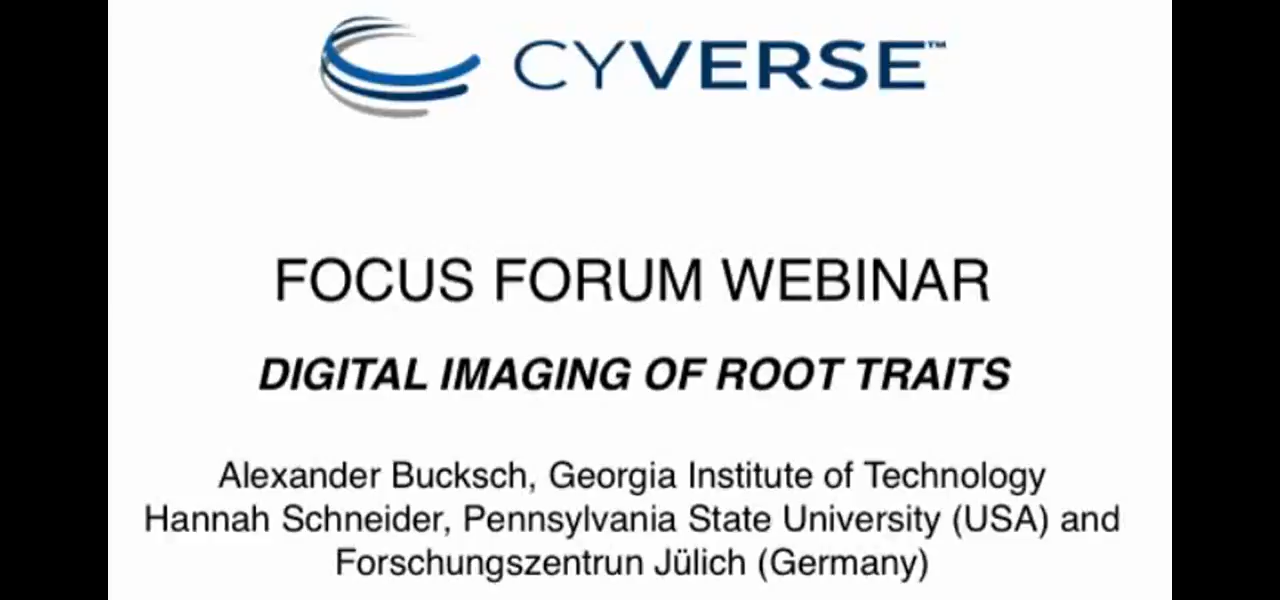 CYVERSE™
FOCUS FORUM WEBINAR
DIGITAL IMAGING OF ROOT TRAITS
Alexander Bucksch, Georgia Institute of Technology
Hannah Schneider, Pennsylvania State University (USA) and
Forschungszentrun Jülich (Germany)